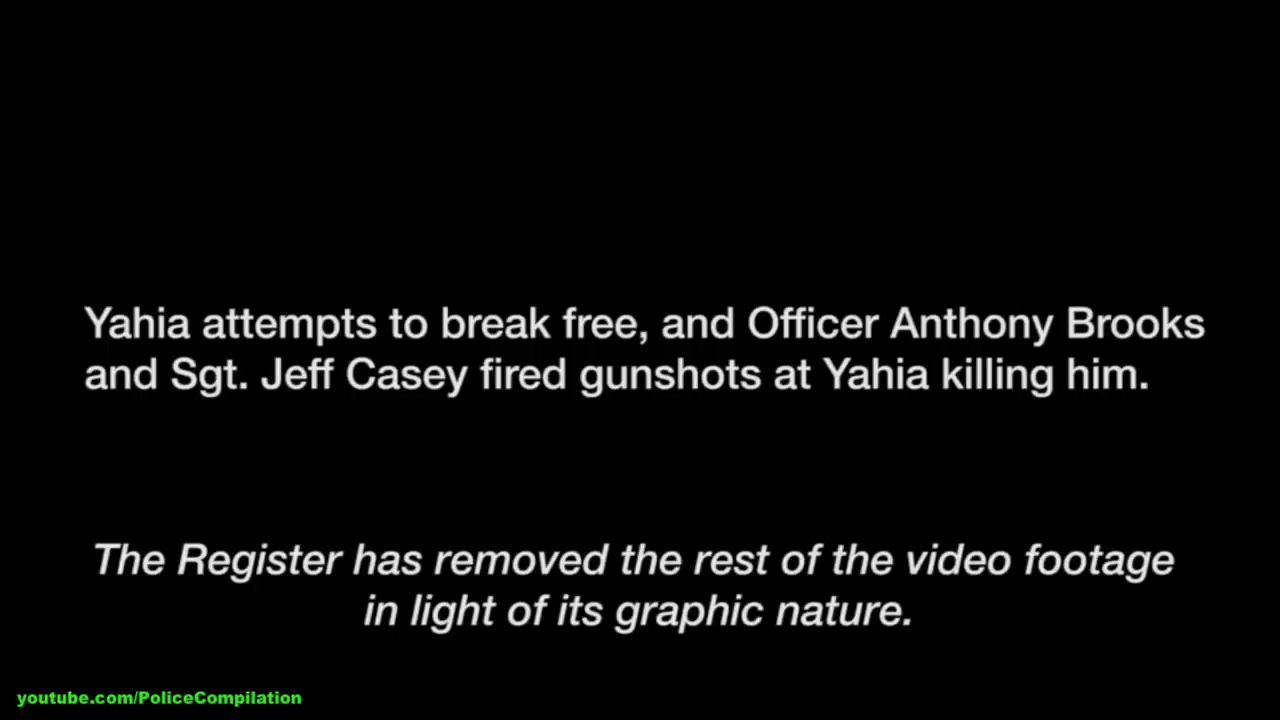 Yahia attempts to break free, and Officer Anthony Brooks
and Sgt. Jeff Casey fired gunshots at Yahia killing him.
The Register has removed the rest of the video footage
in light of its graphic nature.
youtube.com/PoliceCompilation